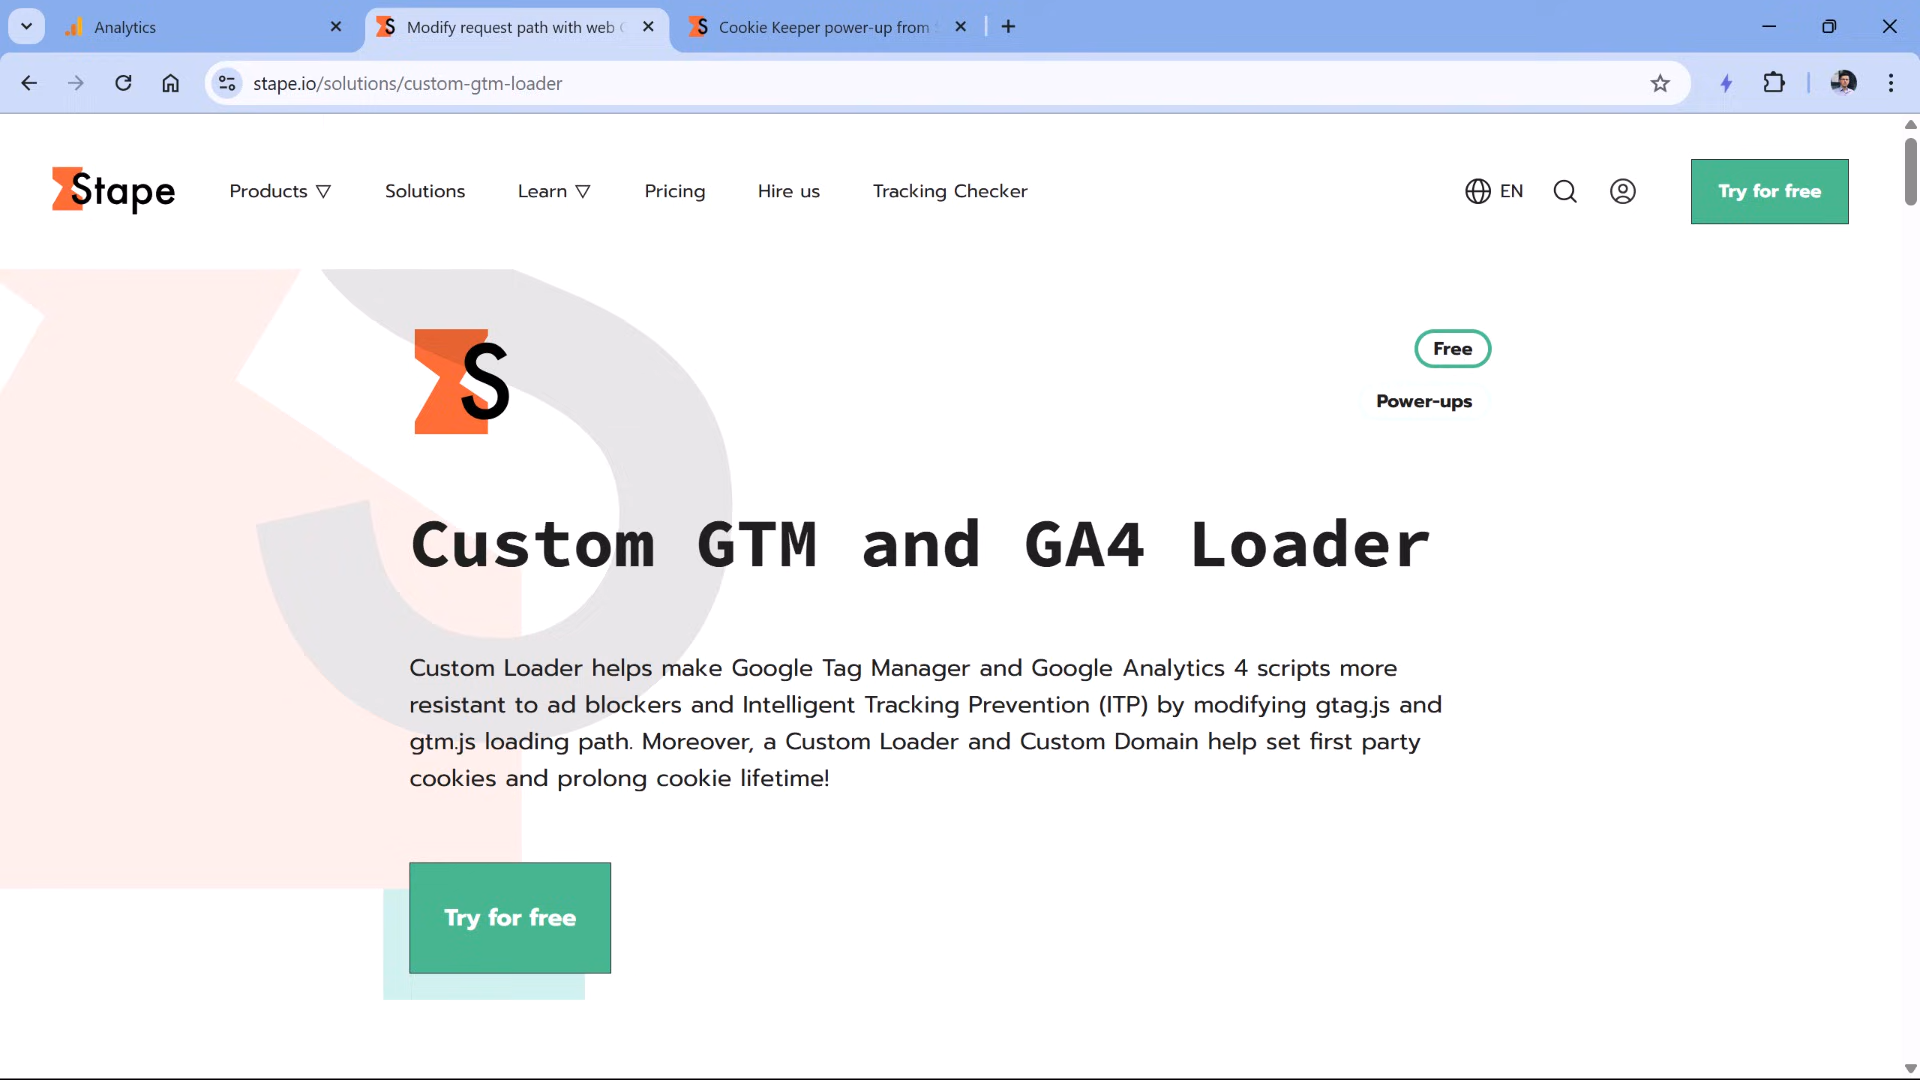 Analytics
Modify request path with web
Cookie Keeper power-up from
stape.io/solutions/custom-gtm-loader
Stape
Products
Solutions
Learn
Pricing
Hire us
Tracking Checker
EN
Try for free
S
Free
Power-ups
Custom GTM and GA4 Loader
Custom Loader helps make Google Tag Manager and Google Analytics 4 scripts more
resistant to ad blockers and Intelligent Tracking Prevention (ITP) by modifying gtag.js and
gtm.js loading path. Moreover, a Custom Loader and Custom Domain help set first party
cookies and prolong cookie lifetime!
Try for free